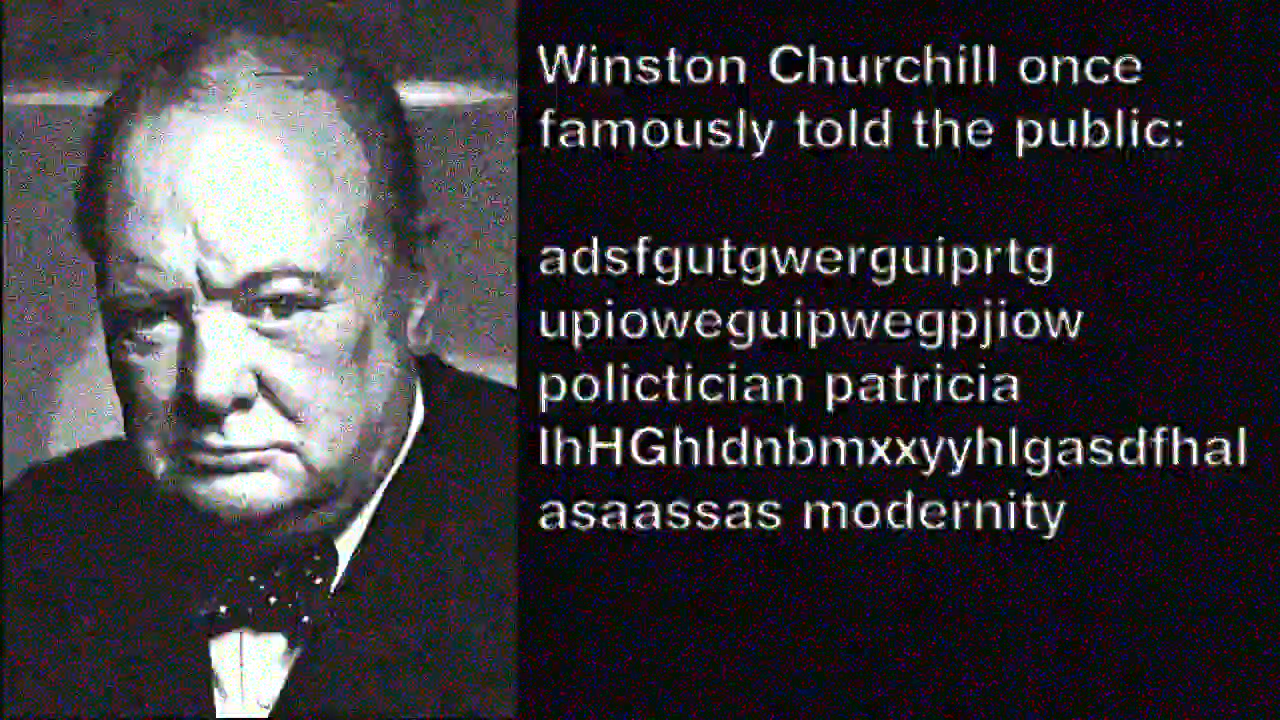 Winston Churchill once
famously told the public:
adsfgutgwerguiprtg
upioweguipwegpjiow
polictician patricia
lhHGhldnbmxxyyhlgasdfhal
asaassas modernity